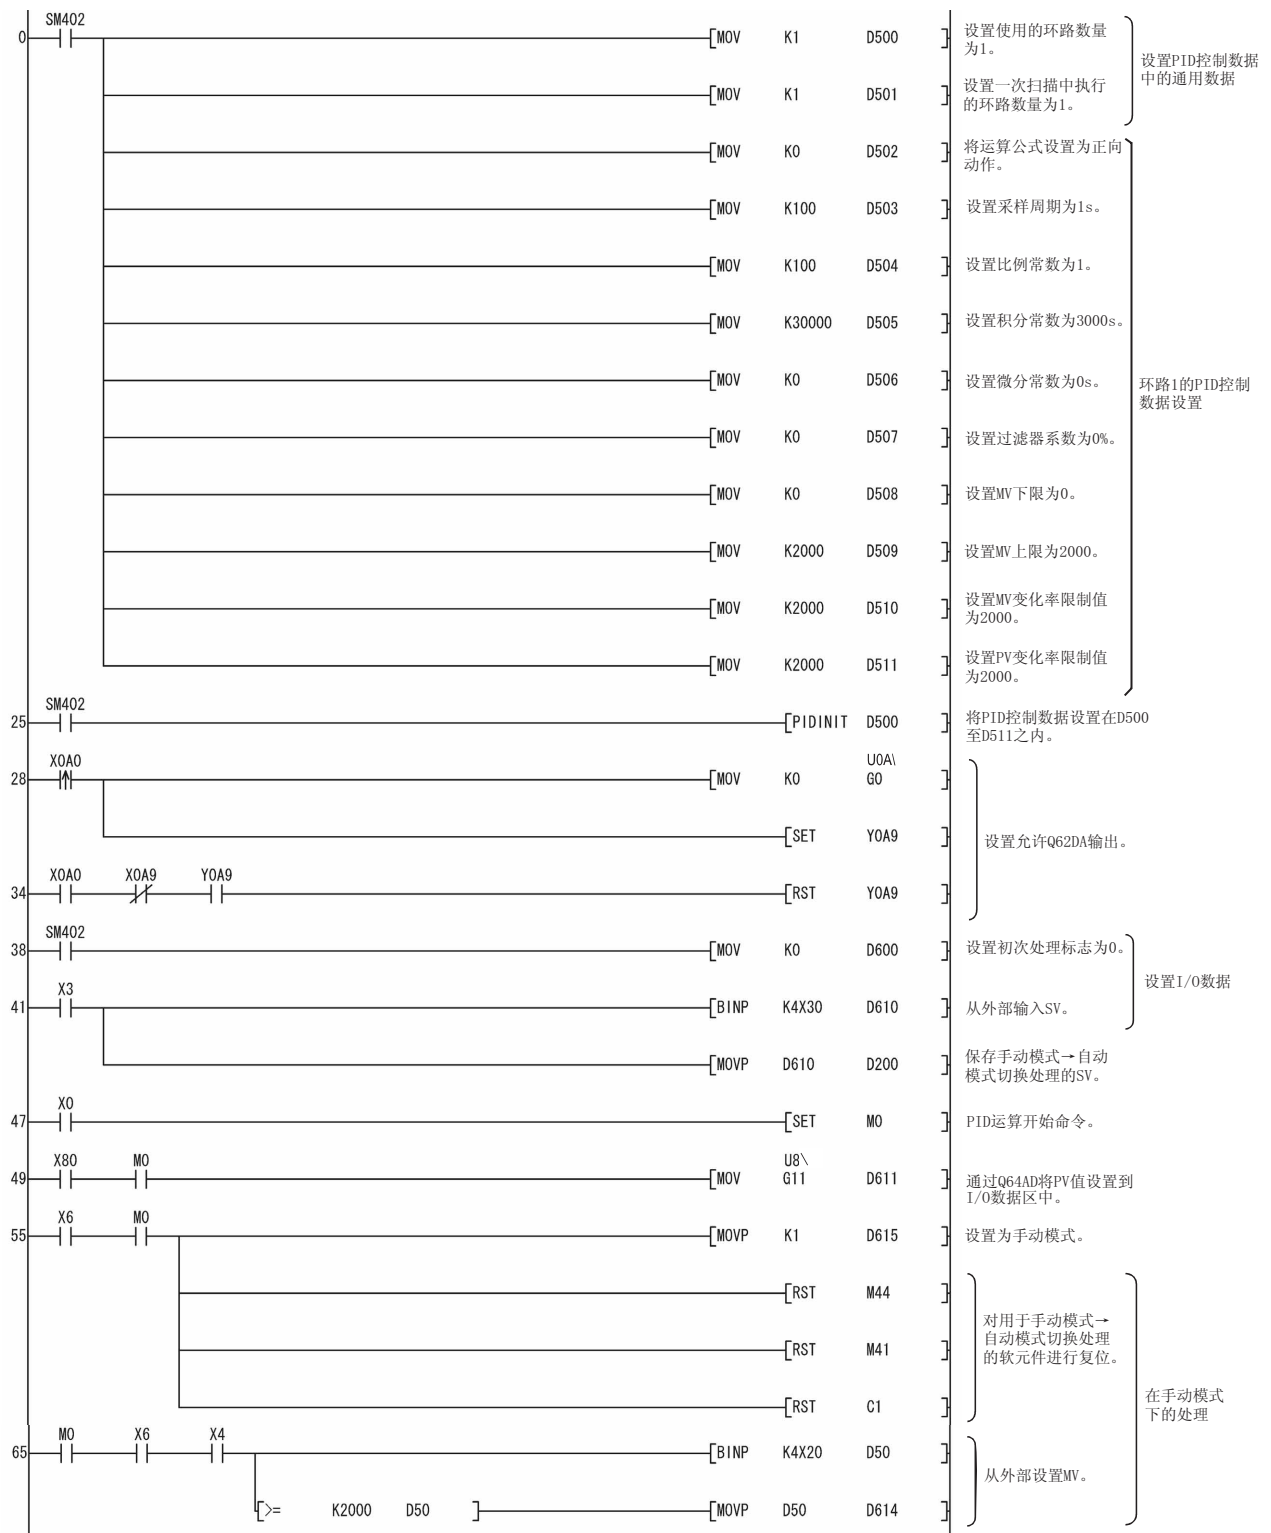 SM402
0 MOV K1 D500 设置使用的环路数量
为1。
设置PID控制数据
中的通用数据
MOV K1 D501 设置一次扫描中执行
的环路数量为1。
MOV K0 D502 将运算公式设置为正向
动作。
MOV K100 D503 设置采样周期为1s。
MOV K100 D504 设置比例常数为1。
MOV K30000 D505 设置积分常数为3000s。
MOV K0 D506 设置微分常数为0s。
环路1的PID控制
数据设置
MOV K0 D507 设置过滤器系数为0%。
MOV K0 D508 设置MV下限为0。
MOV K2000 D509 设置MV上限为2000。
MOV K2000 D510 设置MV变化率限制值
为2000。
MOV K2000 D511 设置PV变化率限制值
为2000。
SM402
25 PIDINIT D500 将PID控制数据设置在D500
至D511之内。
X0A0 U0A\
28 MOV K0 G0
SET Y0A9 设置允许Q62DA输出。
X0A0 X0A9 Y0A9
34 RST Y0A9
SM402
38 MOV K0 D600 设置初次处理标志为0。
设置I/O数据
X3
41 BINP K4X30 D610 从外部输入SV。
MOVP D610 D200 保存手动模式→自动
模式切换处理的SV。
X0
47 SET M0 PID运算开始命令。
X80 M0 U8\
49 MOV G11 D611 通过Q64AD将PV值设置到
I/O数据区中。
X6 M0
55 MOVP K1 D615 设置为手动模式。
RST M44
对用于手动模式→
自动模式切换处理
的软元件进行复位。
RST M41
RST C1
在手动模式
下的处理
M0 X6 X4
65 BINP K4X20 D50
从外部设置MV。
>= K2000 D50 MOVP D50 D614